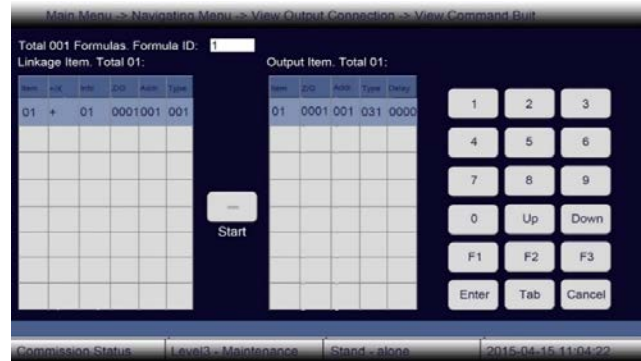 Main Menu -> Navigating Menu -> View Output Connection -> View Command Buit
Total 001 Formulas. Formula ID: 1
Linkage Item. Total 01:
Output Item. Total 01:
Item +/X Info Z/O Addr Type
01 + 01 0001 001 001
Item Z/O Addr Type Delay
01 0001 001 031 0000
Start
1 2 3
4 5 6
7 8 9
0 Up Down
F1 F2 F3
Enter Tab Cancel
Commission Status Level3 - Maintenance Stand - alone 2015-04-15 11:04:22